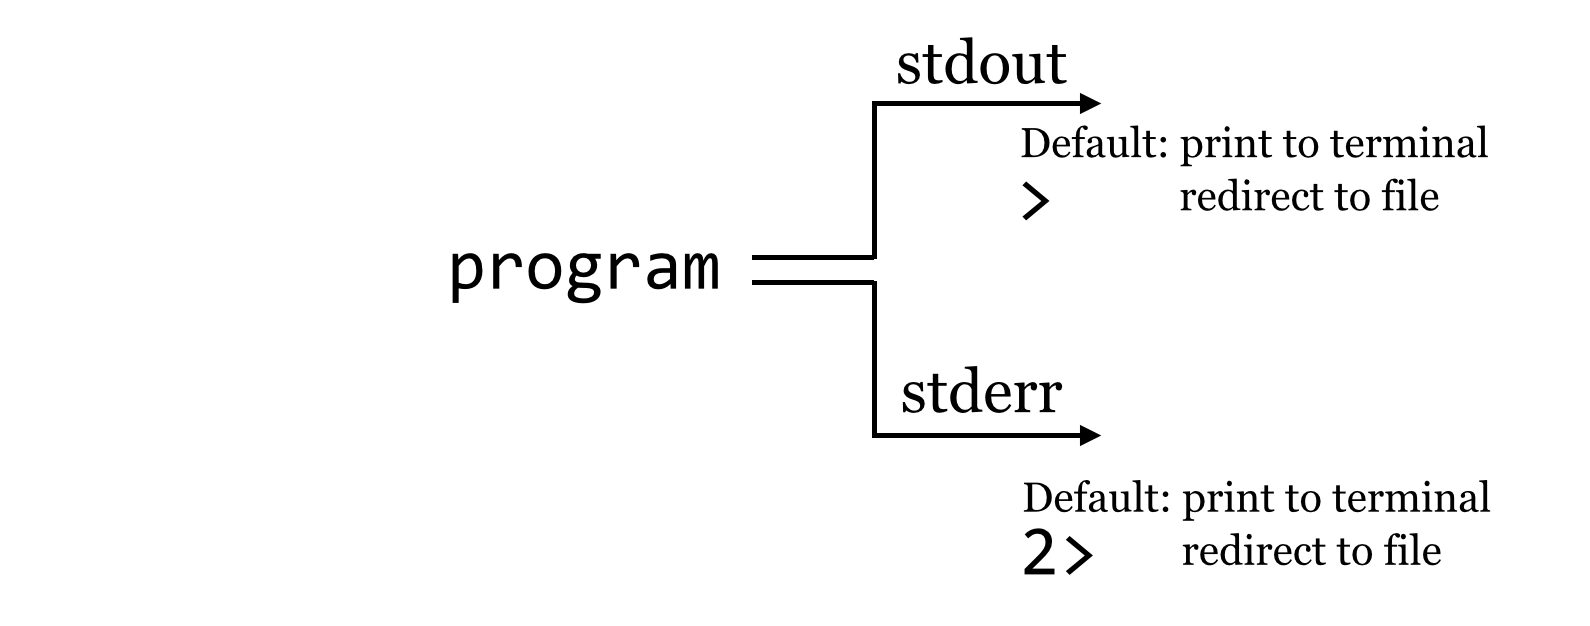 stdout
Default: print to terminal
> redirect to file
program
stderr
Default: print to terminal
2> redirect to file